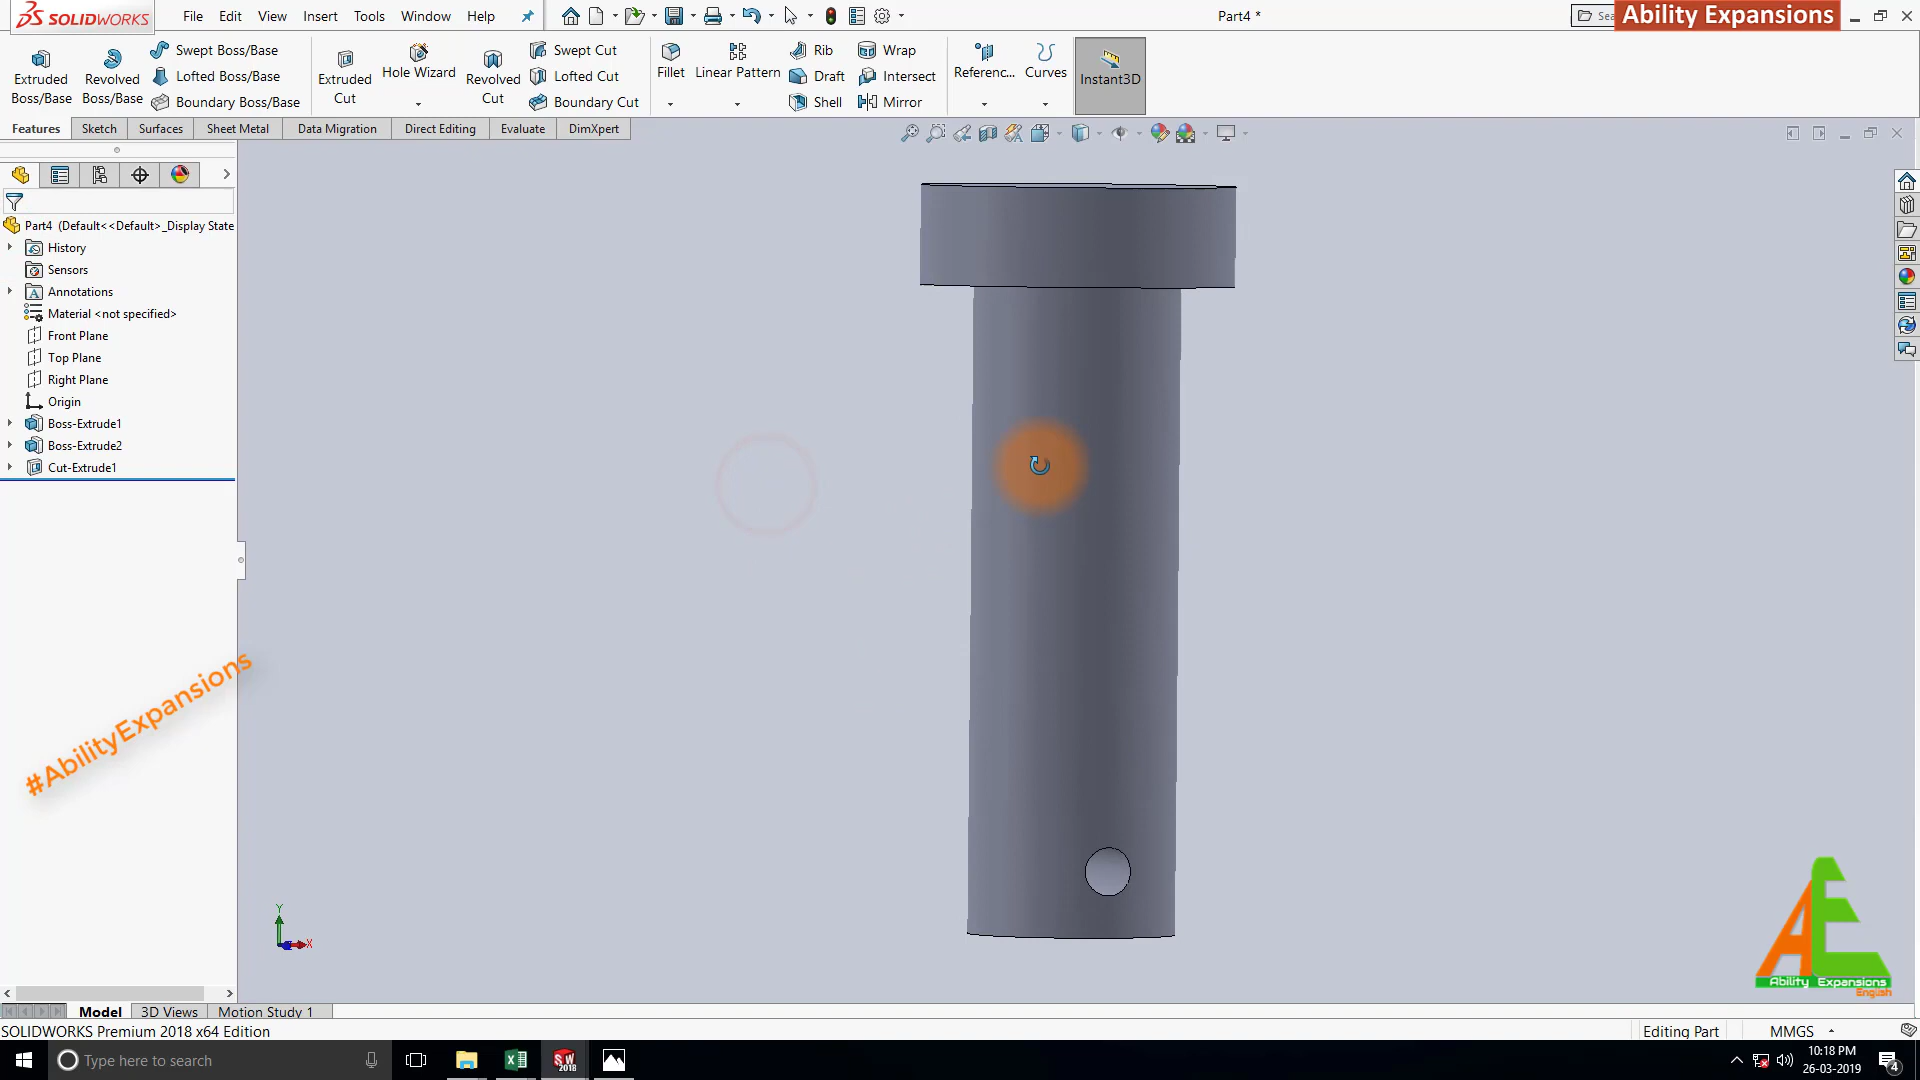 SOLIDWORKS
File Edit View Insert Tools Window Help
Part4 *
Ability Expansions
Extruded Boss/Base
Revolved Boss/Base
Swept Boss/Base
Lofted Boss/Base
Boundary Boss/Base
Extruded Cut
Hole Wizard
Revolved Cut
Swept Cut
Lofted Cut
Boundary Cut
Fillet
Linear Pattern
Rib
Draft
Shell
Wrap
Intersect
Mirror
Referenc...
Curves
Instant3D
Features Sketch Surfaces Sheet Metal Data Migration Direct Editing Evaluate DimXpert
Part4 (Default<<Default>_Display State
History
Sensors
Annotations
Material <not specified>
Front Plane
Top Plane
Right Plane
Origin
Boss-Extrude1
Boss-Extrude2
Cut-Extrude1
#AbilityExpansions
Y
X
Ability Expansions
English
Model 3D Views Motion Study 1
SOLIDWORKS Premium 2018 x64 Edition
Editing Part
MMGS
Type here to search
SW
2018
10:18 PM
26-03-2019
4